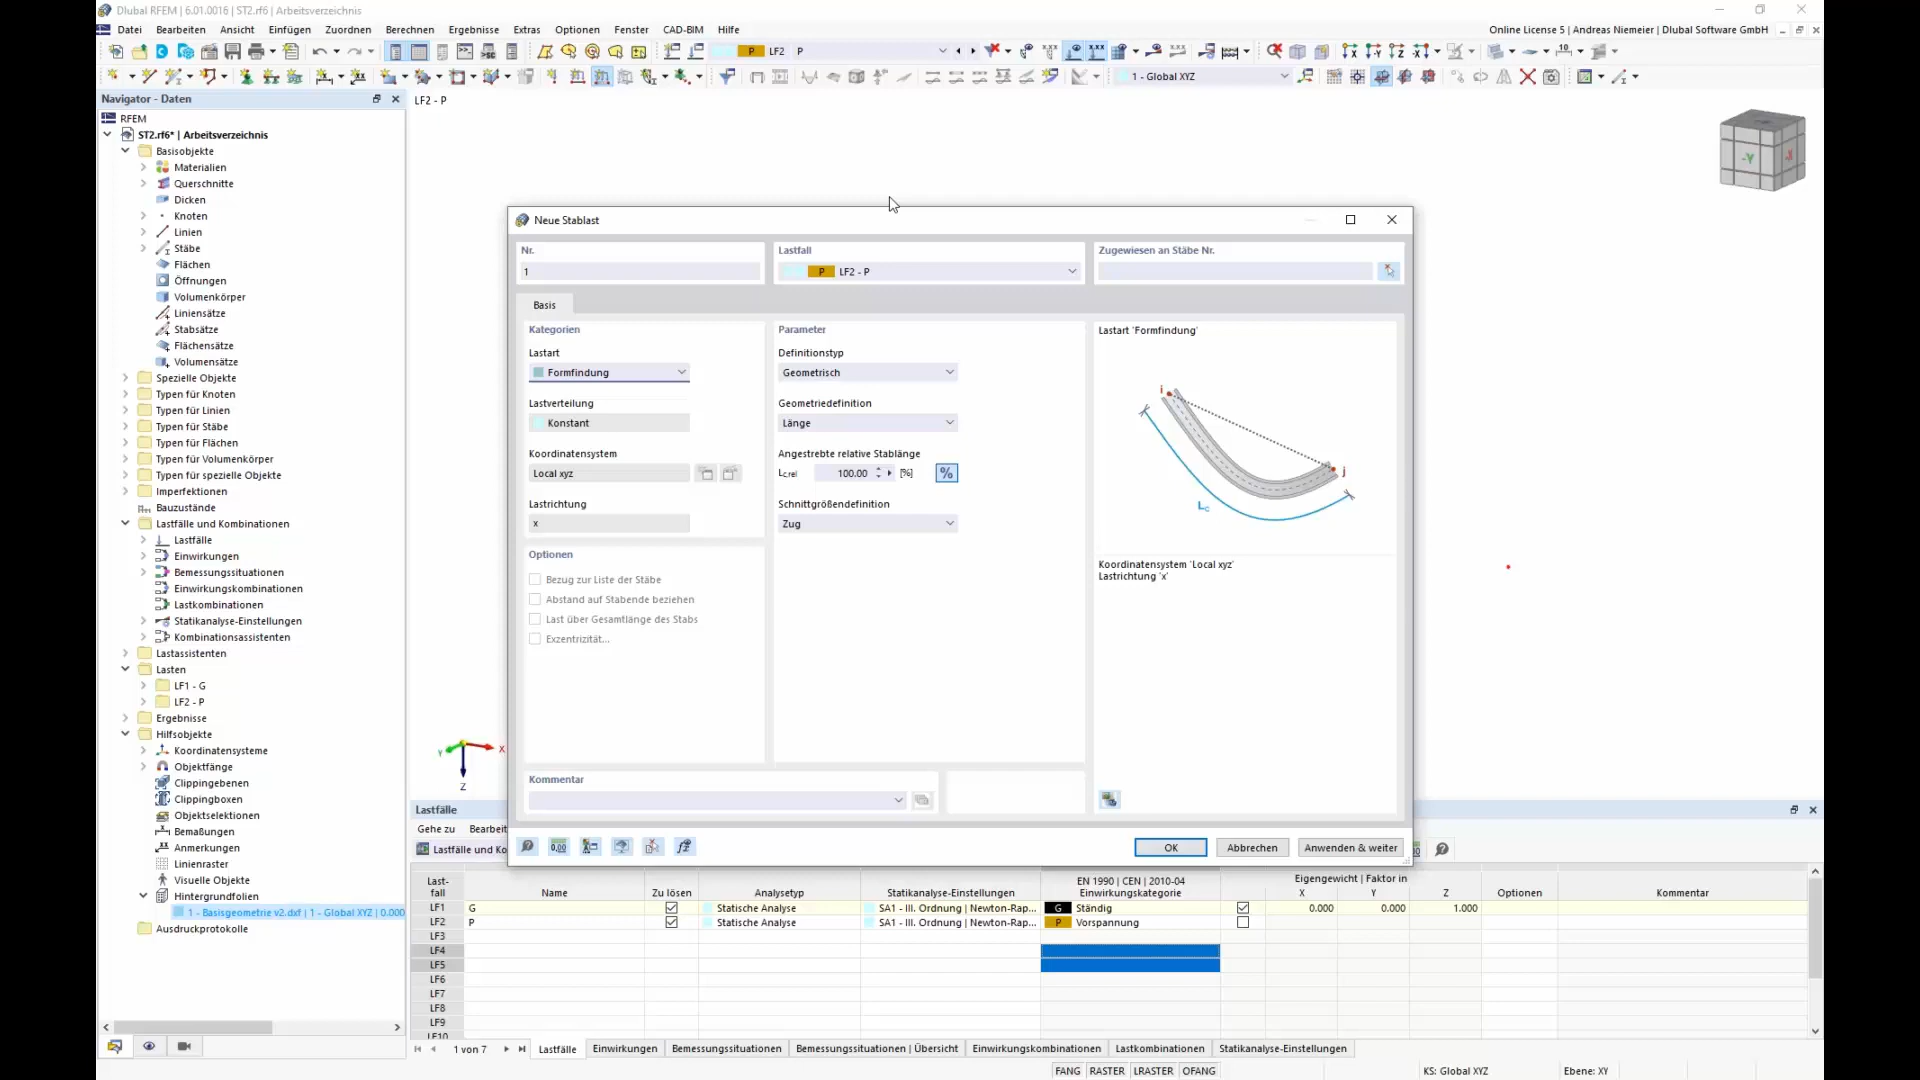 Dlubal RFEM | 6.01.0016 | ST2.rf6 | Arbeitsverzeichnis
Datei Bearbeiten Ansicht Einfügen Zuordnen Berechnen Ergebnisse Extras Optionen Fenster CAD-BIM Hilfe
Online License 5 | Andreas Niemeier | Dlubal Software GmbH
P LF2 P
1 - Global XYZ
Navigator - Daten
RFEM
ST2.rf6* | Arbeitsverzeichnis
Basisobjekte
Materialien
Querschnitte
Dicken
Knoten
Linien
Stäbe
Flächen
Öffnungen
Volumenkörper
Liniensätze
Stabsätze
Flächensätze
Volumensätze
Spezielle Objekte
Typen für Knoten
Typen für Linien
Typen für Stäbe
Typen für Flächen
Typen für Volumenkörper
Typen für spezielle Objekte
Imperfektionen
Bauzustände
Lastfälle und Kombinationen
Lastfälle
Einwirkungen
Bemessungssituationen
Einwirkungskombinationen
Lastkombinationen
Statikanalyse-Einstellungen
Kombinationsassistenten
Lastassistenten
Lasten
LF1 - G
LF2 - P
Ergebnisse
Hilfsobjekte
Koordinatensysteme
Objektfänge
Clippingebenen
Clippingboxen
Objektselektionen
Bemaßungen
Anmerkungen
Linienraster
Visuelle Objekte
Hintergrundfolien
1 - Basisgeometrie v2.dxf | 1 - Global XYZ | 0.000
Ausdruckprotokolle
LF2 - P
-Y -X
Y X
Z
Neue Stablast
Nr.
1
Lastfall
P LF2 - P
Zugewiesen an Stäbe Nr.
Basis
Kategorien
Lastart
Formfindung
Lastverteilung
Konstant
Koordinatensystem
Local xyz
Lastrichtung
x
Optionen
Bezug zur Liste der Stäbe
Abstand auf Stabende beziehen
Last über Gesamtlänge des Stabs
Exzentrizität...
Parameter
Definitionstyp
Geometrisch
Geometriedefinition
Länge
Angestrebte relative Stablänge
Lc,rel 100.00 [%] %
Schnittgrößendefinition
Zug
Lastart 'Formfindung'
i
j
Lc
Koordinatensystem 'Local xyz'
Lastrichtung 'x'
Kommentar
OK Abbrechen Anwenden & weiter
Lastfälle
Gehe zu Bearbeit
Lastfälle und Ko
Last-fall Name Zu lösen Analysetyp Statikanalyse-Einstellungen EN 1990 | CEN | 2010-04 Einwirkungskategorie Eigengewicht | Faktor in X Y Z Optionen Kommentar
LF1 G Statische Analyse SA1 - III. Ordnung | Newton-Rap... G Ständig 0.000 0.000 1.000
LF2 P Statische Analyse SA1 - III. Ordnung | Newton-Rap... P Vorspannung
LF3
LF4
LF5
LF6
LF7
LF8
LF9
LF10
1 von 7 Lastfälle Einwirkungen Bemessungssituationen Bemessungssituationen | Übersicht Einwirkungskombinationen Lastkombinationen Statikanalyse-Einstellungen
FANG RASTER LRASTER OFANG KS: Global XYZ Ebene: XY